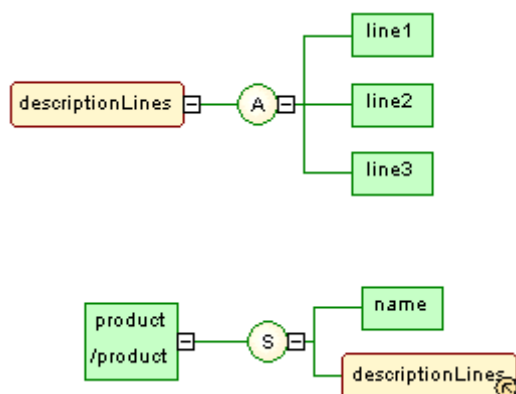 line1
descriptionLines
A
line2
line3
product
/product
S
name
descriptionLines